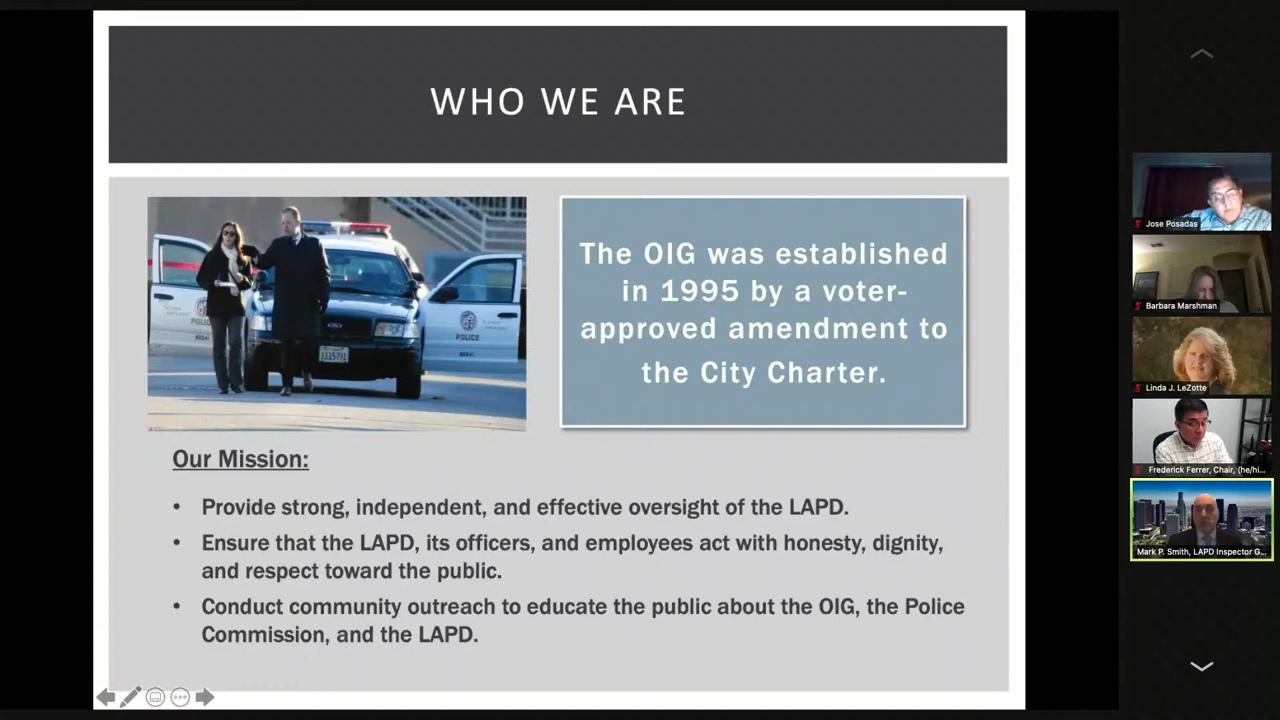 WHO WE ARE
The OIG was established
in 1995 by a voter-
approved amendment to
the City Charter.
POLICE
1115791
POLICE
Our Mission:
• Provide strong, independent, and effective oversight of the LAPD.
• Ensure that the LAPD, its officers, and employees act with honesty, dignity,
and respect toward the public.
• Conduct community outreach to educate the public about the OIG, the Police
Commission, and the LAPD.
Jose Posadas
Barbara Marshman
Linda J. LeZotte
Frederick Ferrer, Chair, (he/hi...
Mark P. Smith, LAPD Inspector G...